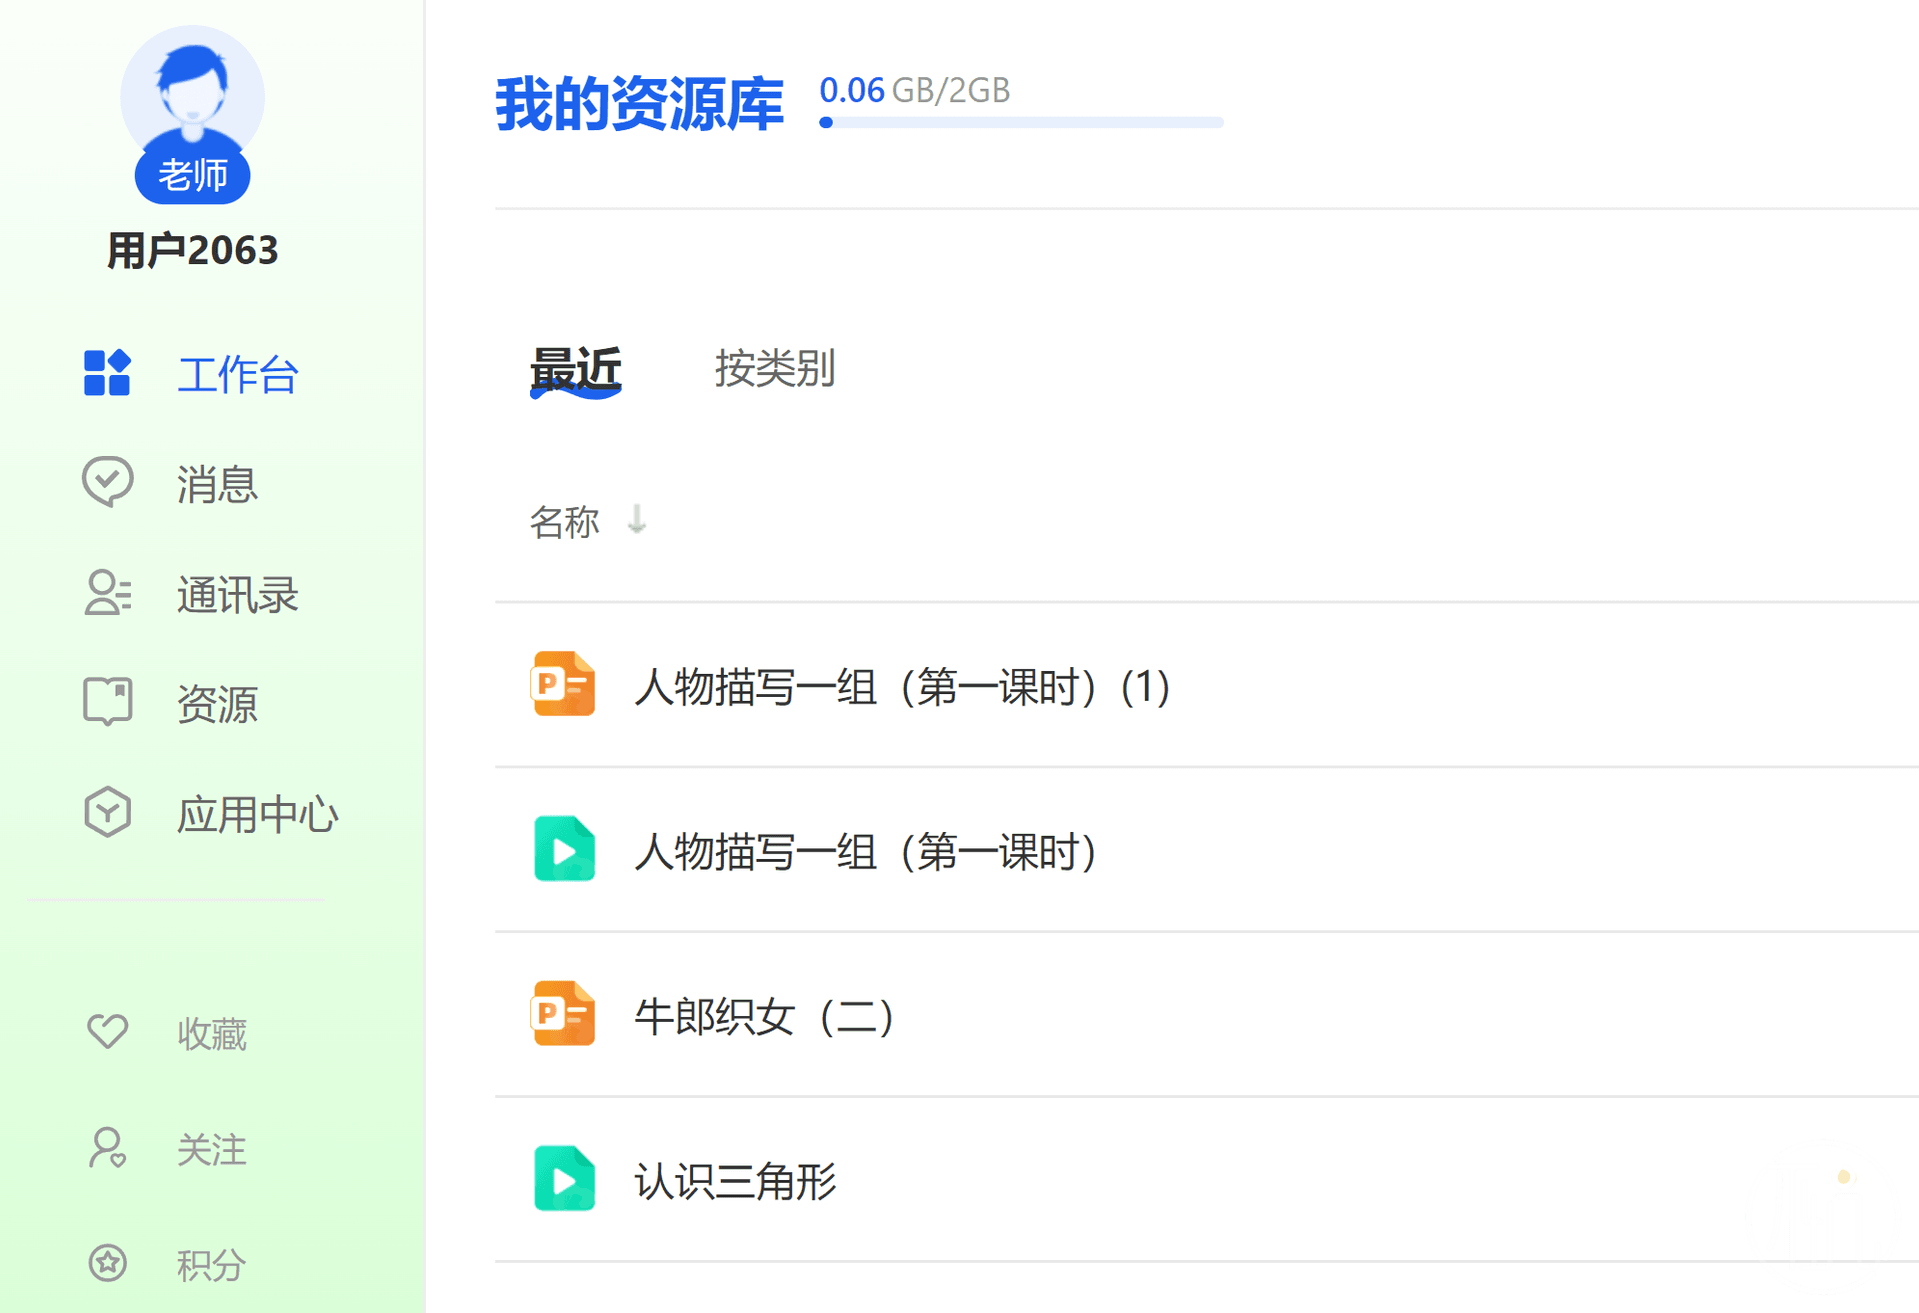 老师
用户2063
工作台
消息
通讯录
资源
应用中心
收藏
关注
积分
我的资源库
0.06 GB/2GB
最近 按类别
名称
人物描写一组（第一课时）(1)
人物描写一组（第一课时）
牛郎织女（二）
认识三角形